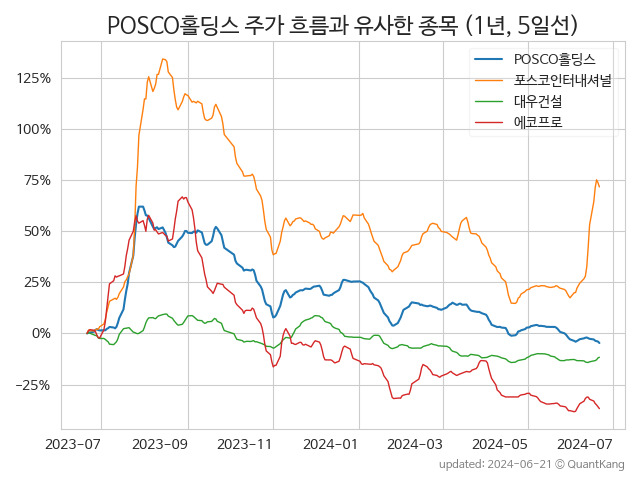 POSCO홀딩스 주가 흐름과 유사한 종목 (1년, 5일선)
POSCO홀딩스
포스코인터내셔널
대우건설
에코프로
125%
100%
75%
50%
25%
0%
−25%
2023-07 2023-09 2023-11 2024-01 2024-03 2024-05 2024-07
updated: 2024-06-21 © QuantKang